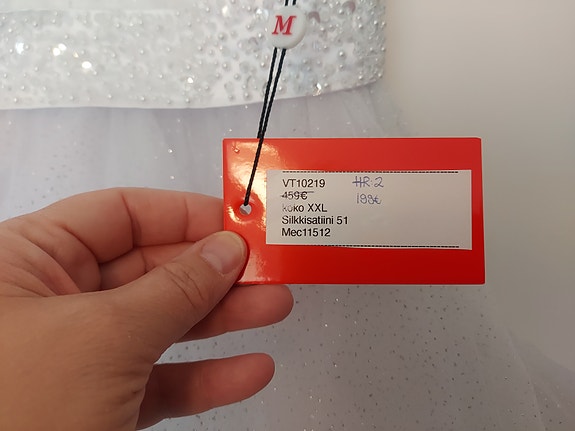 M
VT10219
459€
koko XXL
Silkkisatiini 51
Mec11512
HR:2
199€